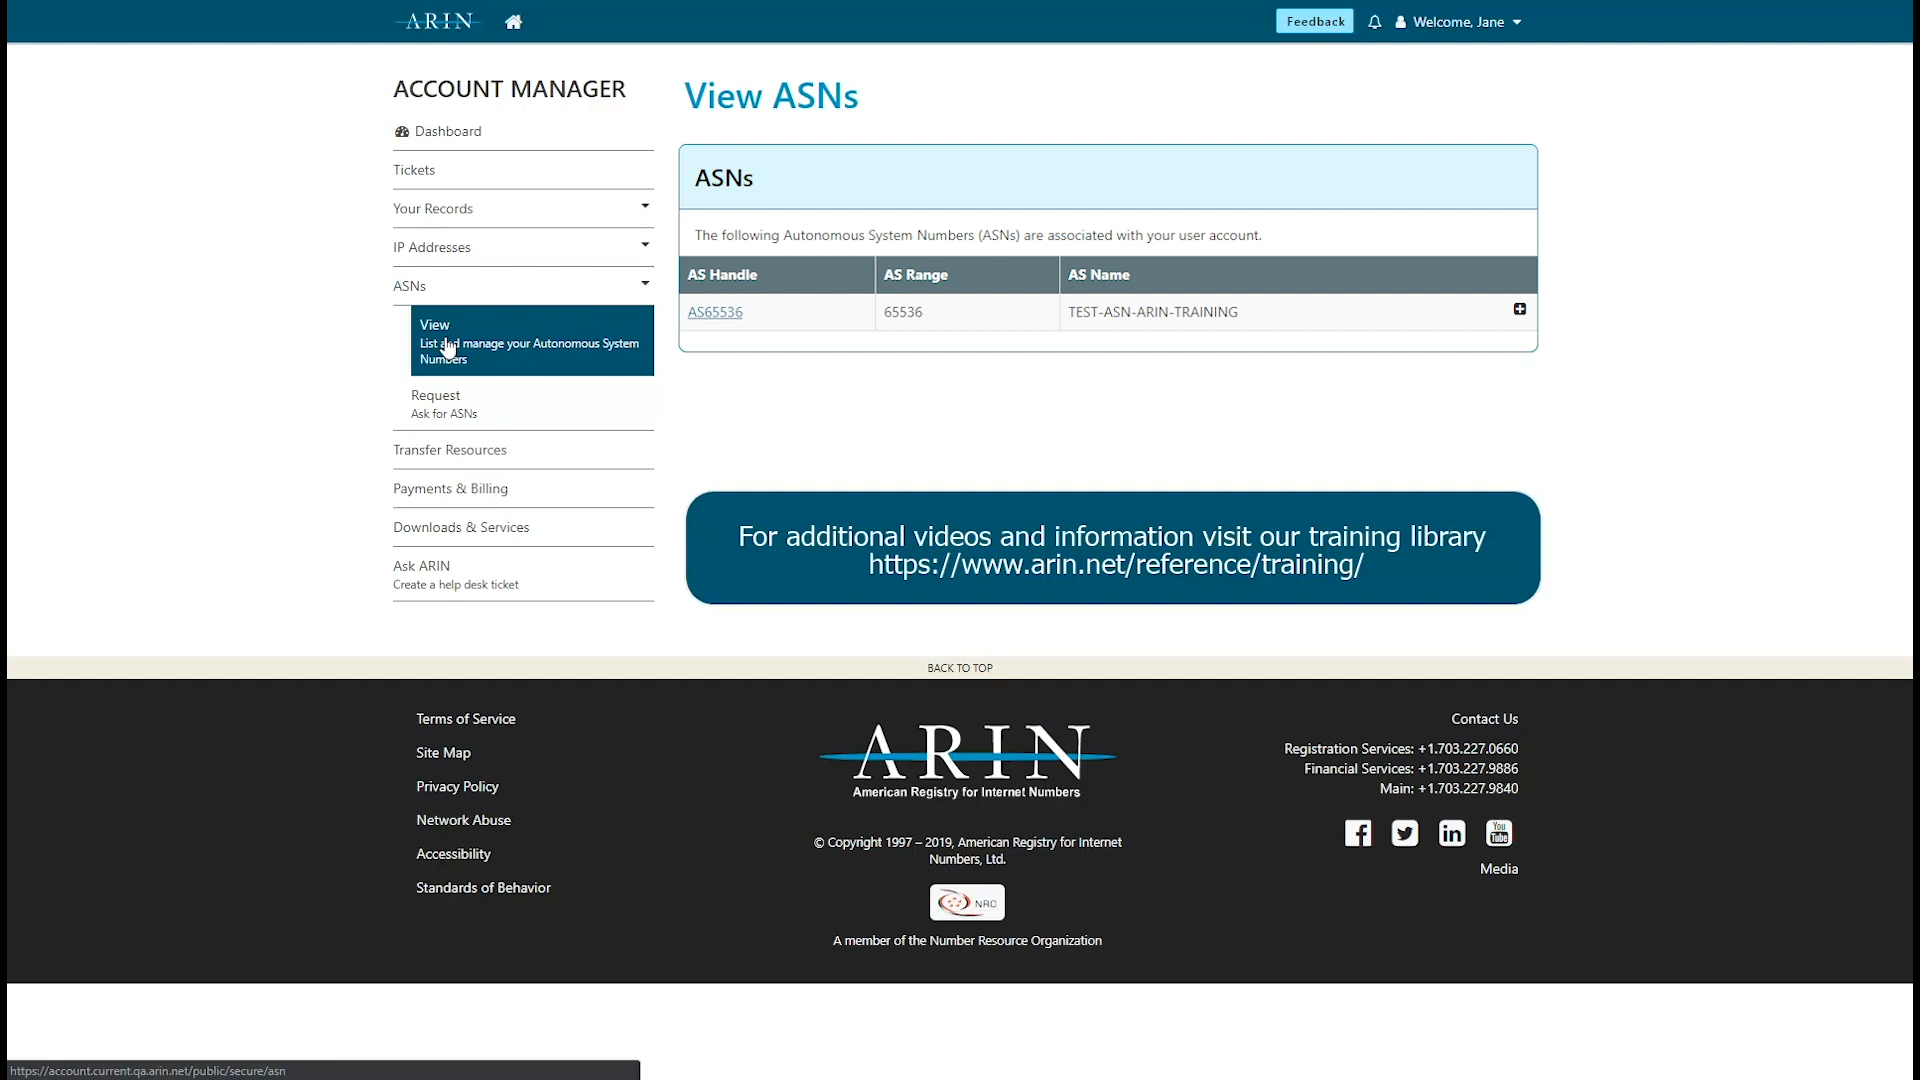 ARIN
Feedback
Welcome, Jane
ACCOUNT MANAGER
Dashboard
Tickets
Your Records
IP Addresses
ASNs
View
List and manage your Autonomous System
Numbers
Request
Ask for ASNs
Transfer Resources
Payments & Billing
Downloads & Services
Ask ARIN
Create a help desk ticket
View ASNs
ASNs
The following Autonomous System Numbers (ASNs) are associated with your user account.
AS Handle AS Range AS Name
AS65536 65536 TEST-ASN-ARIN-TRAINING
For additional videos and information visit our training library
https://www.arin.net/reference/training/
BACK TO TOP
Terms of Service
Site Map
Privacy Policy
Network Abuse
Accessibility
Standards of Behavior
ARIN
American Registry for Internet Numbers
© Copyright 1997 – 2019, American Registry for Internet
Numbers, Ltd.
NRO
A member of the Number Resource Organization
Contact Us
Registration Services: +1.703.227.0660
Financial Services: +1.703.227.9886
Main: +1.703.227.9840
You
Tube
Media
https://account.current.qa.arin.net/public/secure/asn